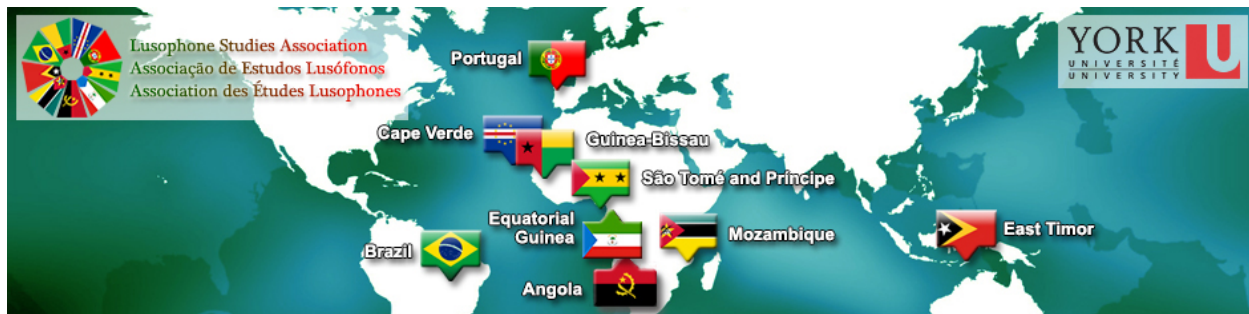 Lusophone Studies Association
Associação de Estudos Lusófonos
Association des Études Lusophones
YORK U
UNIVERSITÉ
UNIVERSITY
Portugal
Cape Verde
Guinea-Bissau
São Tomé and Príncipe
Equatorial
Guinea
Mozambique
East Timor
Brazil
Angola